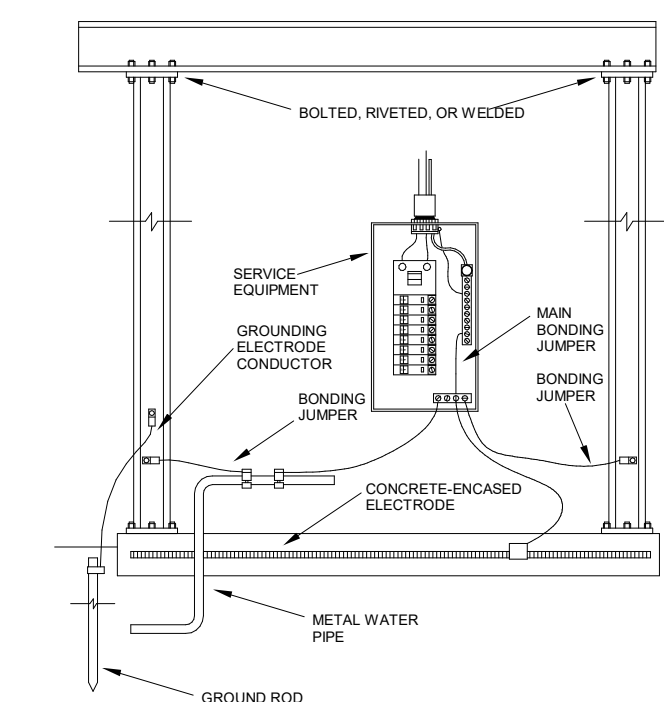 BOLTED, RIVETED, OR WELDED
SERVICE
EQUIPMENT
GROUNDING
ELECTRODE
CONDUCTOR
MAIN
BONDING
JUMPER
BONDING
JUMPER
BONDING
JUMPER
CONCRETE-ENCASED
ELECTRODE
METAL WATER
PIPE
GROUND ROD